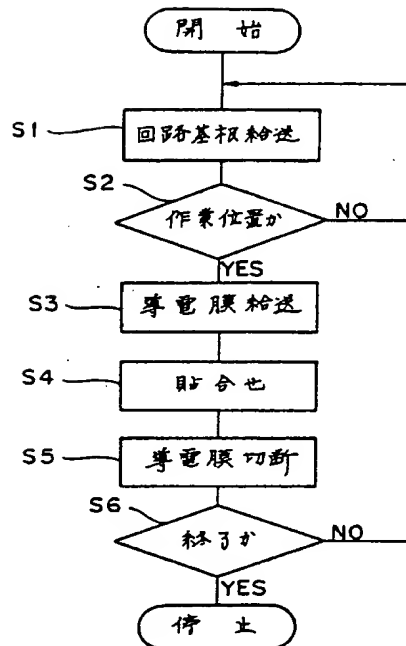 開始
S1
回路基板給送
S2
作業位置か
NO
YES
S3
導電膜給送
S4
貼合せ
S5
導電膜切断
S6
終了か
NO
YES
停止